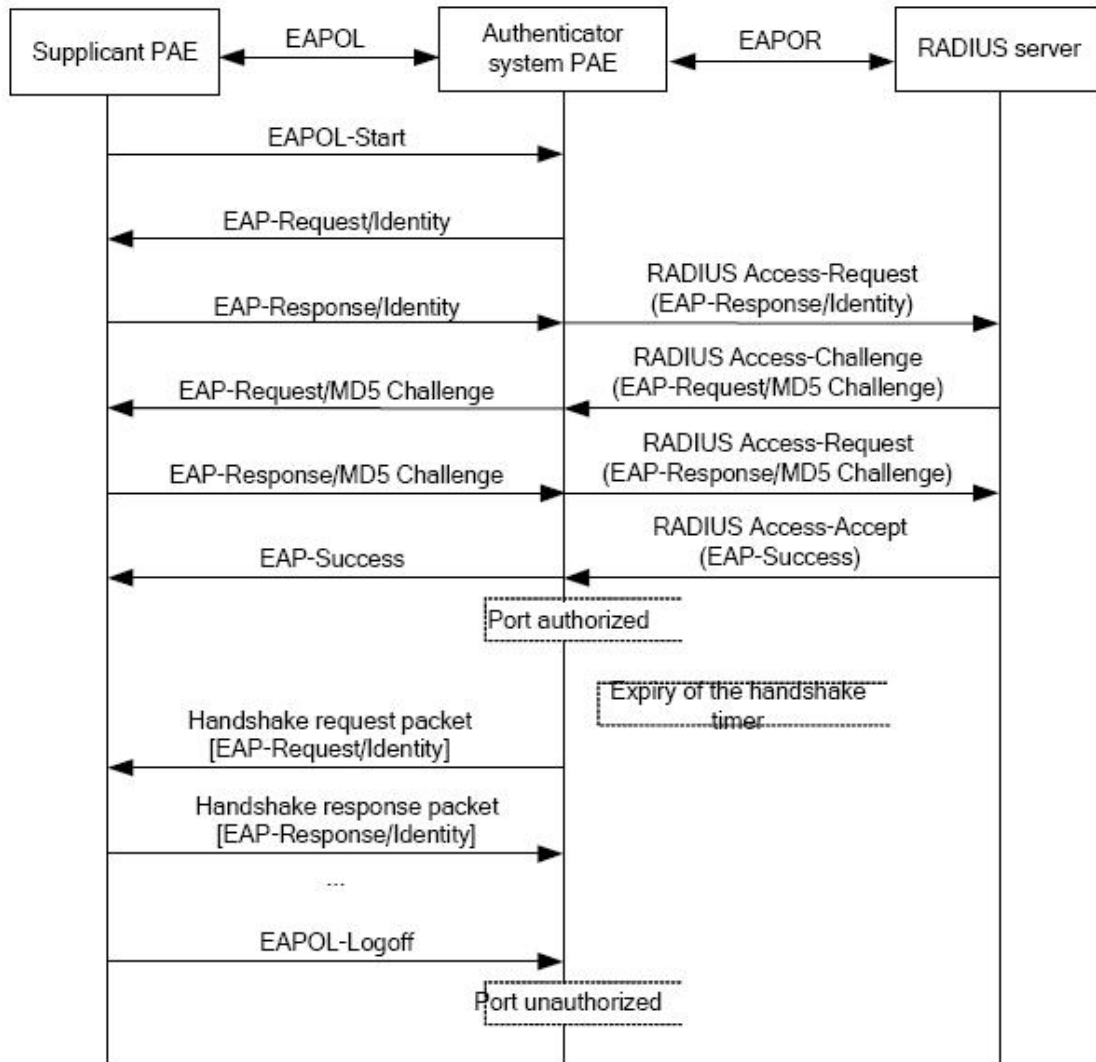 Supplicant PAE
EAPOL
Authenticator
system PAE
EAPOR
RADIUS server
EAPOL-Start
EAP-Request/Identity
EAP-Response/Identity
RADIUS Access-Request
(EAP-Response/Identity)
EAP-Request/MD5 Challenge
RADIUS Access-Challenge
(EAP-Request/MD5 Challenge)
EAP-Response/MD5 Challenge
RADIUS Access-Request
(EAP-Response/MD5 Challenge)
EAP-Success
RADIUS Access-Accept
(EAP-Success)
Port authorized
Expiry of the handshake
timer
Handshake request packet
[EAP-Request/Identity]
Handshake response packet
[EAP-Response/Identity]
...
EAPOL-Logoff
Port unauthorized